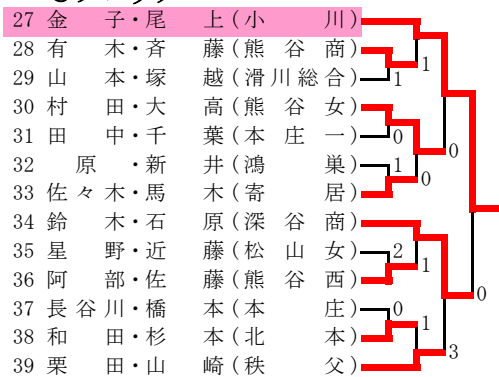 27 金 子・尾 上(小 川)
28 有 木・斉 藤(熊 谷 商)
1
29 山 本・塚 越(滑川総合)
1
30 村 田・大 高(熊 谷 女)
31 田 中・千 葉(本 庄 一)
0
0
32 原 ・新 井(鴻 巣)
1
0
33 佐々木・馬 木(寄 居)
34 鈴 木・石 原(深 谷 商)
35 星 野・近 藤(松 山 女)
2
1
36 阿 部・佐 藤(熊 谷 西)
0
37 長谷川・橋 本(本 庄)
0
1
38 和 田・杉 本(北 本)
3
39 栗 田・山 崎(秩 父)